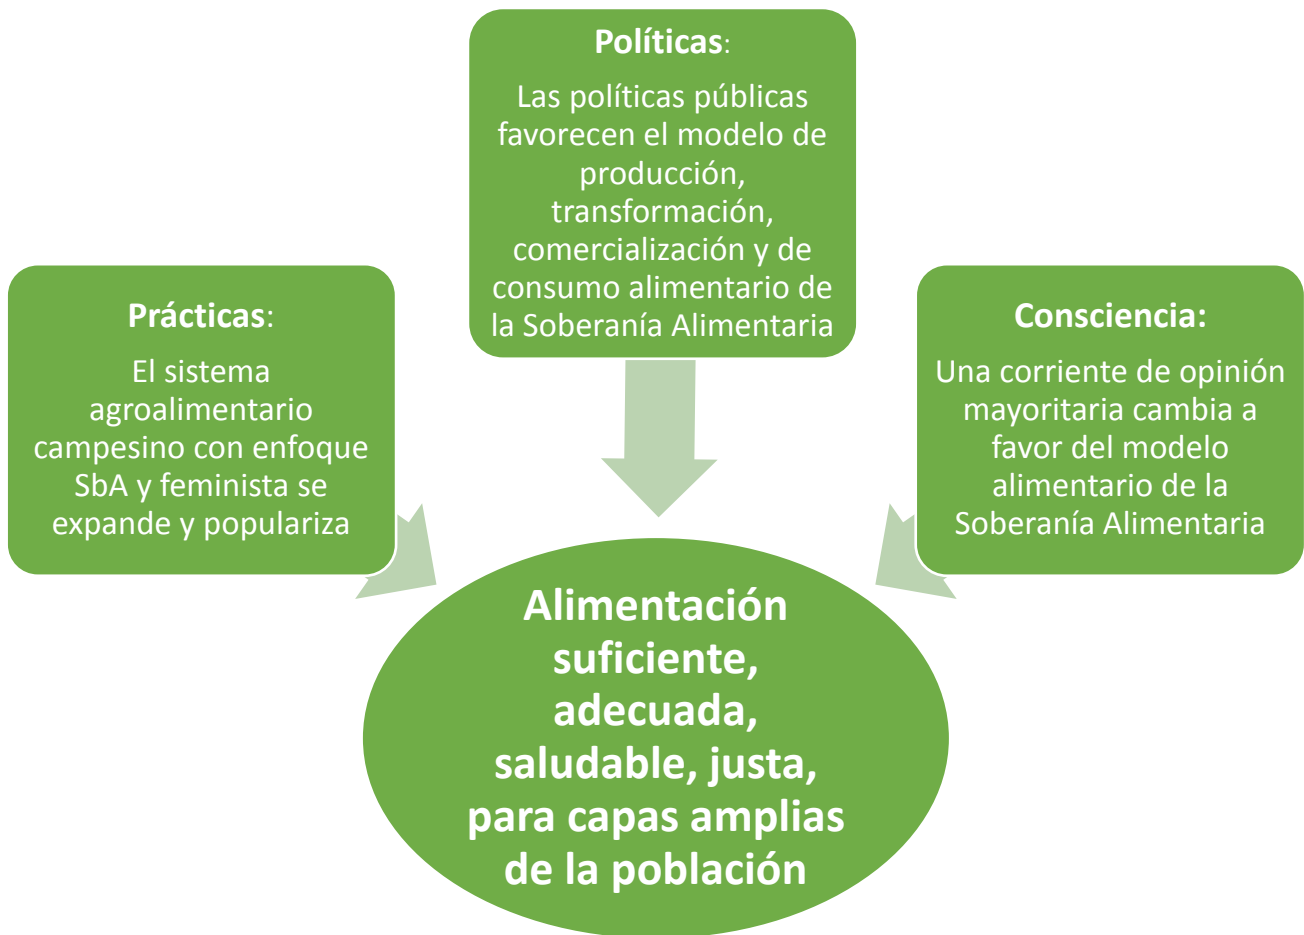 Políticas:
Las políticas públicas
favorecen el modelo de
producción,
transformación,
comercialización y de
consumo alimentario de
la Soberanía Alimentaria
Prácticas:
El sistema
agroalimentario
campesino con enfoque
SbA y feminista se
expande y populariza
Consciencia:
Una corriente de opinión
mayoritaria cambia a
favor del modelo
alimentario de la
Soberanía Alimentaria
Alimentación
suficiente,
adecuada,
saludable, justa,
para capas amplias
de la población